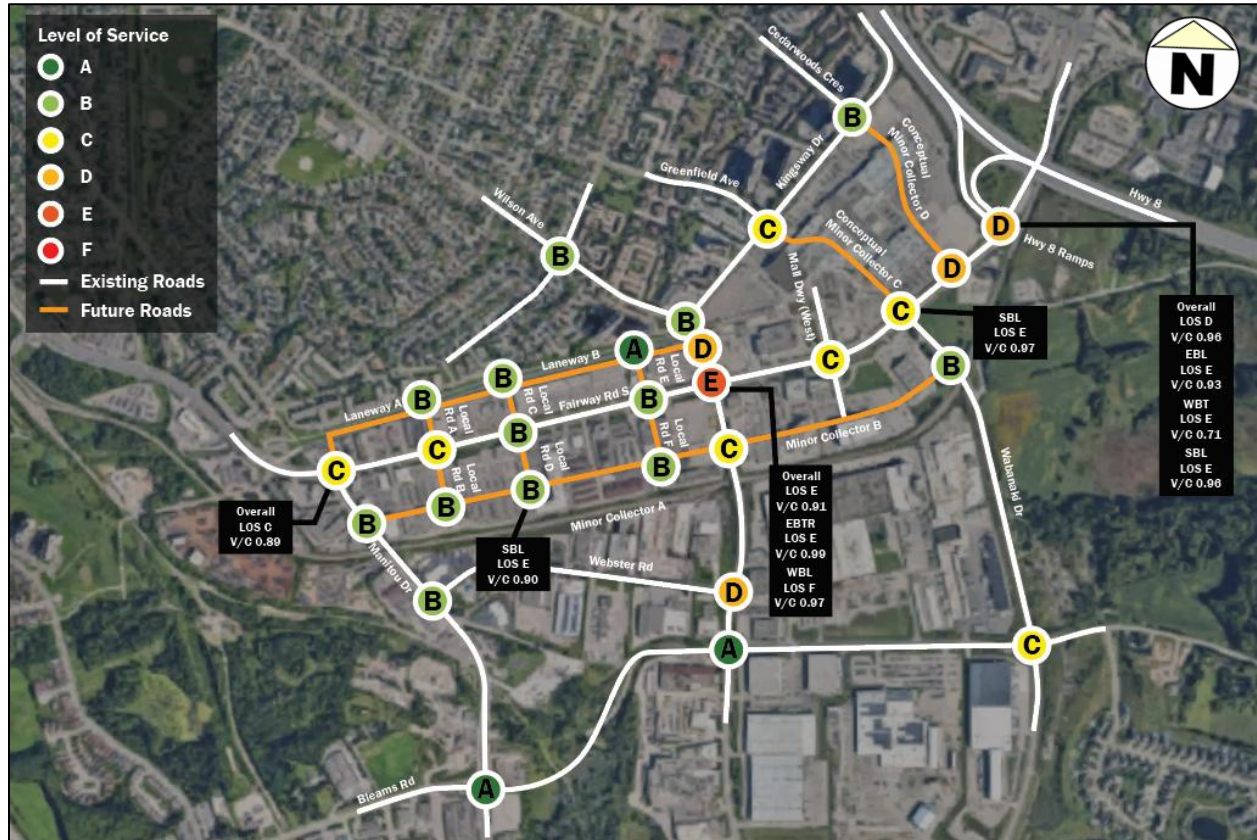 Level of Service
A
B
C
D
E
F
Existing Roads
Future Roads
N
Cedarwoods Cres
B
Kingsway Dr
Conceptual
Minor Collector D
Greenfield Ave
Hwy 8
Wilson Ave
C
Conceptual
Minor Collector C
D
Hwy 8 Ramps
B
D
Mall Dwy (West)
C
Overall
LOS D
V/C 0.96
EBL
LOS E
V/C 0.93
WBT
LOS E
V/C 0.71
SBL
LOS E
V/C 0.96
SBL
LOS E
V/C 0.97
B
D
A
Laneway B
Local
Rd E
C
B
B
Local
Rd C
Fairway Rd S
E
B
Laneway A
B
Local
Rd A
B
C
Local
Rd F
C
Minor Collector B
C
Local
Rd D
B
Local
Rd B
B
B
B
Minor Collector A
Wabanaki Dr
Overall
LOS C
V/C 0.89
Overall
LOS E
V/C 0.91
EBTR
LOS E
V/C 0.99
WBL
LOS F
V/C 0.97
SBL
LOS E
V/C 0.90
Manitou Dr
Webster Rd
B
D
A
C
Bleams Rd
A